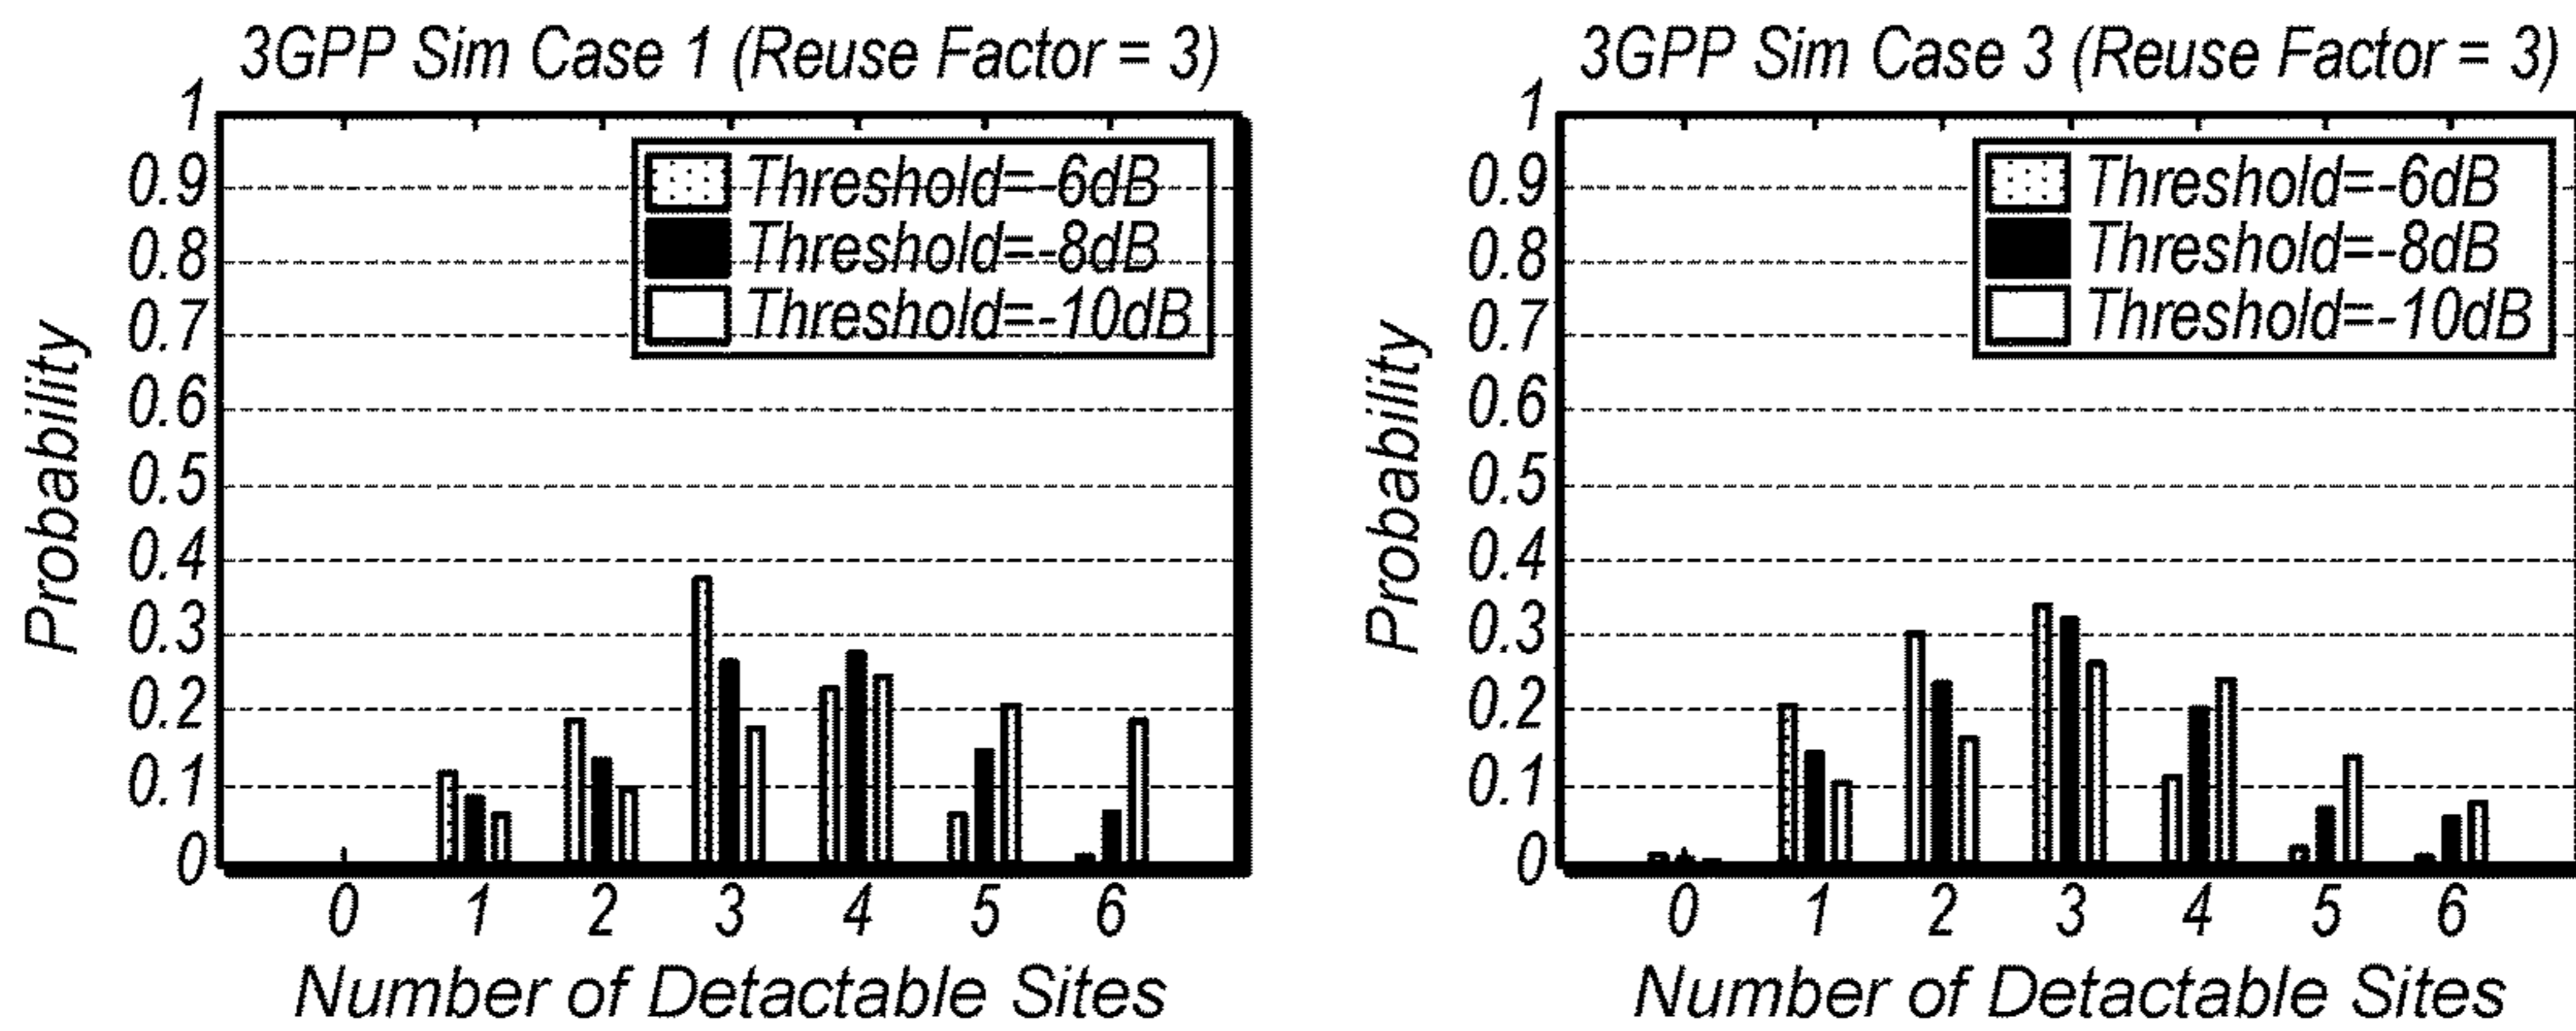 3GPP Sim Case 1 (Reuse Factor = 3)
Probability
1
0.9
0.8
0.7
0.6
0.5
0.4
0.3
0.2
0.1
0
Threshold=-6dB
Threshold=-8dB
Threshold=-10dB
0 1 2 3 4 5 6
Number of Detactable Sites
3GPP Sim Case 3 (Reuse Factor = 3)
Probability
1
0.9
0.8
0.7
0.6
0.5
0.4
0.3
0.2
0.1
0
Threshold=-6dB
Threshold=-8dB
Threshold=-10dB
0 1 2 3 4 5 6
Number of Detactable Sites